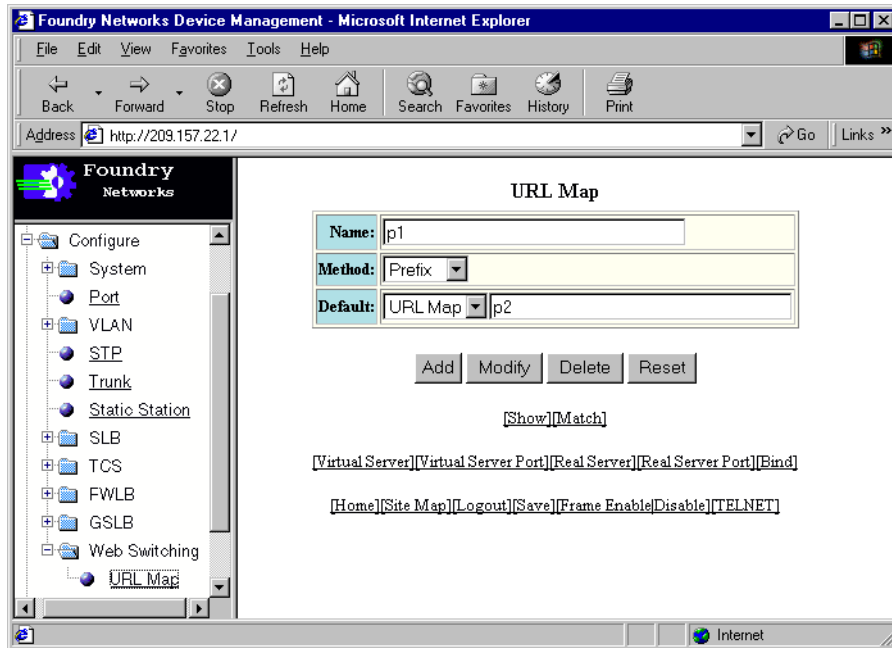 Foundry Networks Device Management - Microsoft Internet Explorer
File Edit View Favorites Tools Help
Back Forward Stop Refresh Home Search Favorites History Print
Address http://209.157.22.1/ Go Links »
Foundry
Networks
Configure
System
Port
VLAN
STP
Trunk
Static Station
SLB
TCS
FWLB
GSLB
Web Switching
URL Map
URL Map
Name: p1
Method: Prefix
Default: URL Map p2
Add Modify Delete Reset
[Show][Match]
[Virtual Server][Virtual Server Port][Real Server][Real Server Port][Bind]
[Home][Site Map][Logout][Save][Frame Enable|Disable][TELNET]
Internet